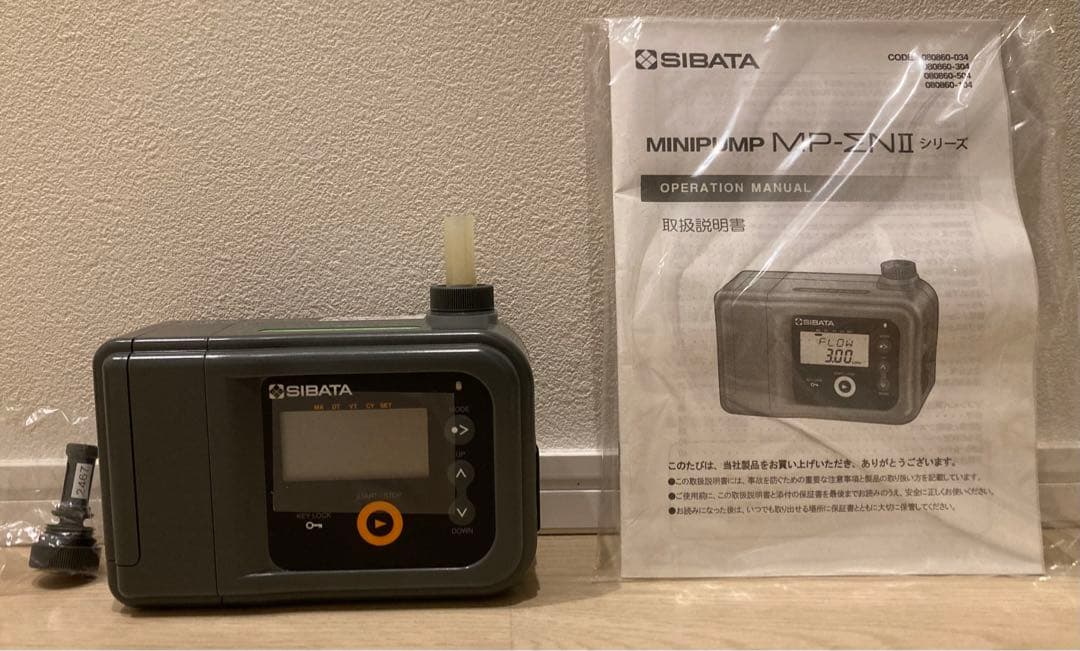 SIBATA
CODE 080860-034
080860-304
080860-504
080860-104
MINIPUMP MP-ΣNII シリーズ
OPERATION MANUAL
取扱説明書
SIBATA
FLOW
3.00
このたびは、当社製品をお買い上げいただき、ありがとうございます。
●この取扱説明書には、事故を防ぐための重要な注意事項と製品の取り扱い方を記載しています。
●ご使用前に、この取扱説明書と添付の保証書を最後までお読みのうえ、安全に正しくお使いください。
●お読みになった後は、いつでも取り出せる場所に保証書とともに大切に保管してください。
SIBATA
MA DT VT CY SET
MODE
UP
START/STOP
KEY LOCK
DOWN
2467